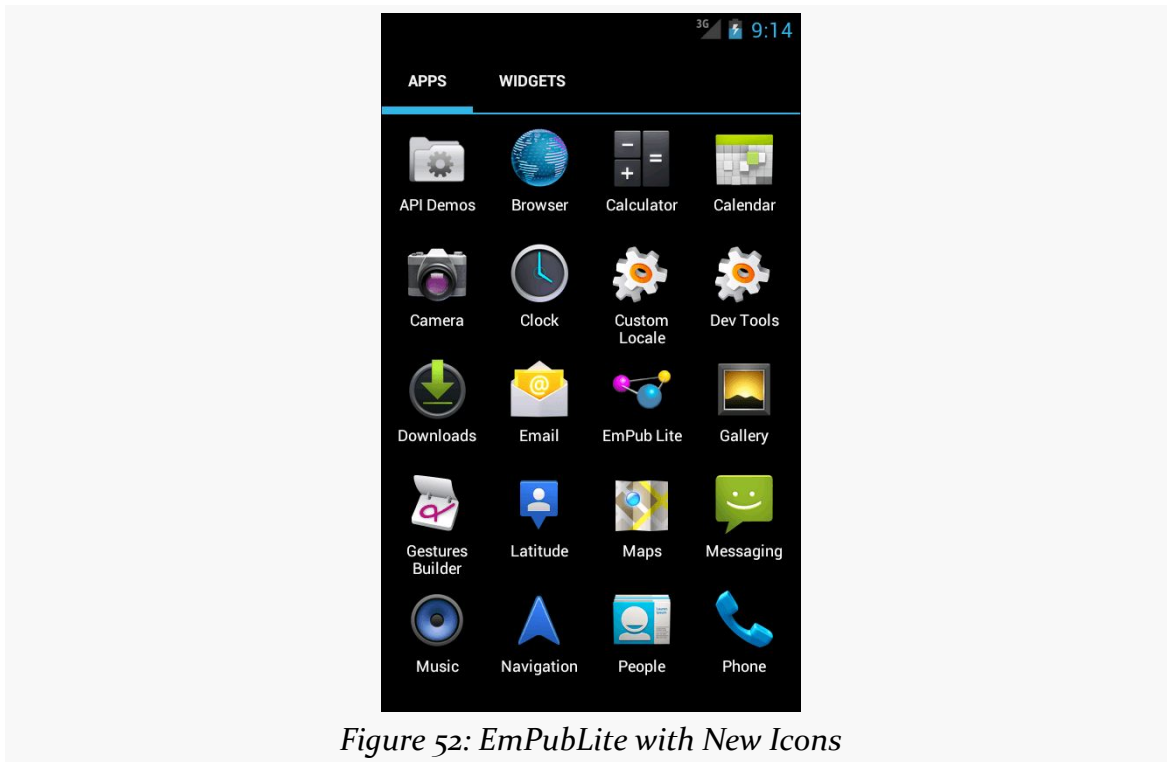 3G 9:14
APPS WIDGETS
API Demos Browser Calculator Calendar
Camera Clock Custom Locale Dev Tools
Downloads Email EmPub Lite Gallery
Gestures Builder Latitude Maps Messaging
Music Navigation People Phone
Figure 52: EmPubLite with New Icons